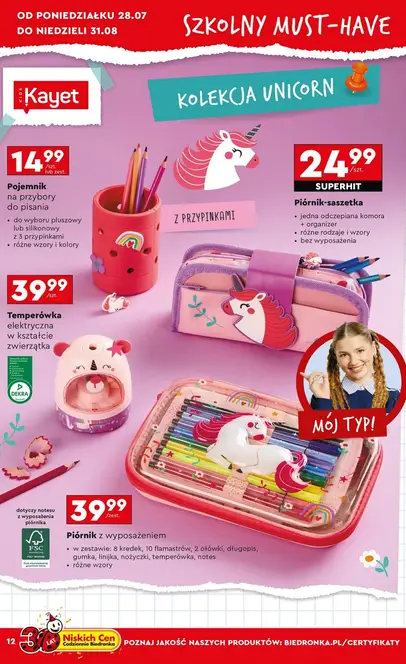 OD PONIEDZIAŁKU 28.07
DO NIEDZIELI 31.08
SZKOLNY MUST-HAVE
KIDS
Kayet
KOLEKCJA UNICORN
14 99
/szt.
lub zest.
Pojemnik
na przybory
do pisania
• do wyboru pluszowy
lub silikonowy
z 3 przypinkami
• różne wzory i kolory
Z PRZYPINKAMI
24 99
/szt.
SUPERHIT
Piórnik-saszetka
• jedna odczepiana komora
+ organizer
• różne rodzaje i wzory
• bez wyposażenia
39 99
/szt.
Temperówka
elektryczna
w kształcie
zwierzątka
DEKRA
MÓJ TYP!
39 99
/zest.
dotyczy notesu
z wyposażenia
piórnika
FSC
Piórnik z wyposażeniem
• w zestawie: 8 kredek, 10 flamastrów, 2 ołówki, długopis,
gumka, linijka, nożyczki, temperówka, notes
• różne wzory
12
30 LAT
Niskich Cen
Codziennie Biedronka
POZNAJ JAKOŚĆ NASZYCH PRODUKTÓW: BIEDRONKA.PL/CERTYFIKATY